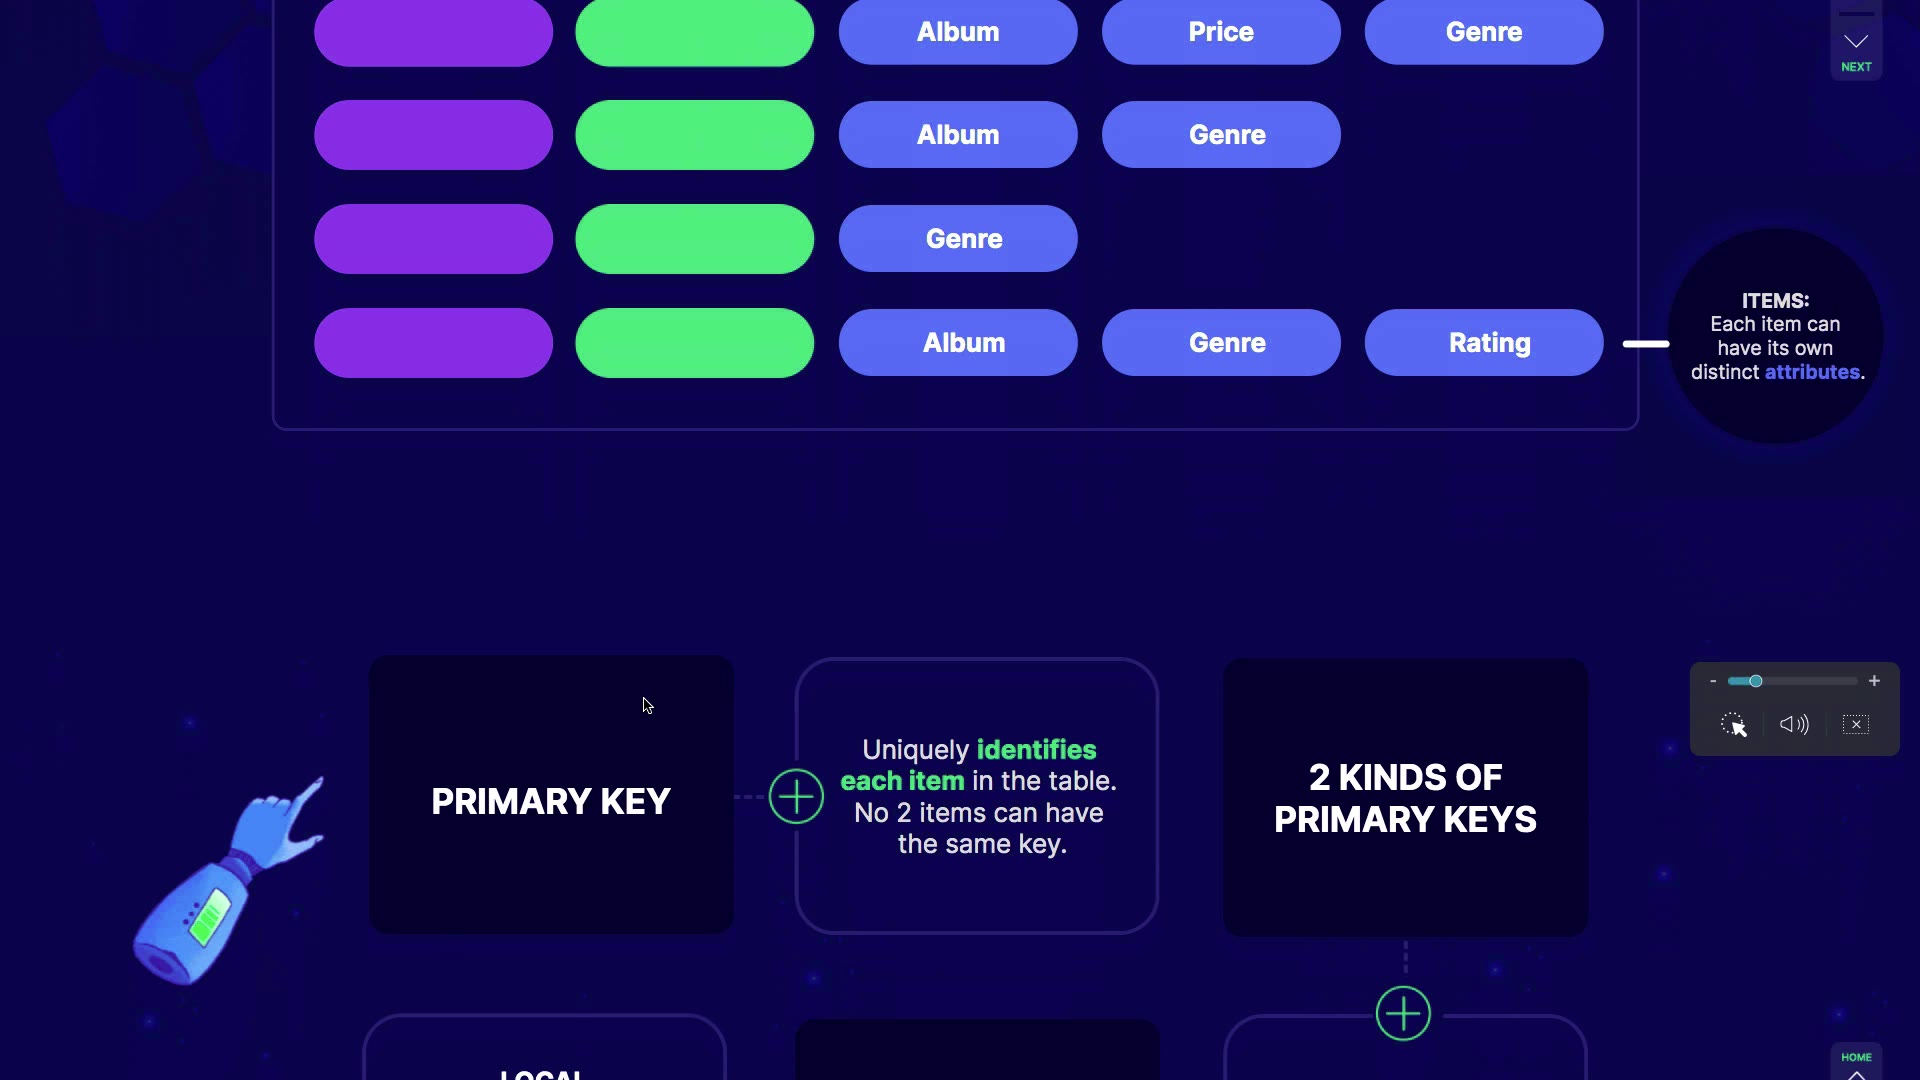 Album Price Genre
NEXT
Album Genre
Genre
Album Genre Rating
ITEMS:
Each item can
have its own
distinct attributes.
- +
PRIMARY KEY
Uniquely identifies
each item in the table.
No 2 items can have
the same key.
2 KINDS OF
PRIMARY KEYS
LOCAL
HOME